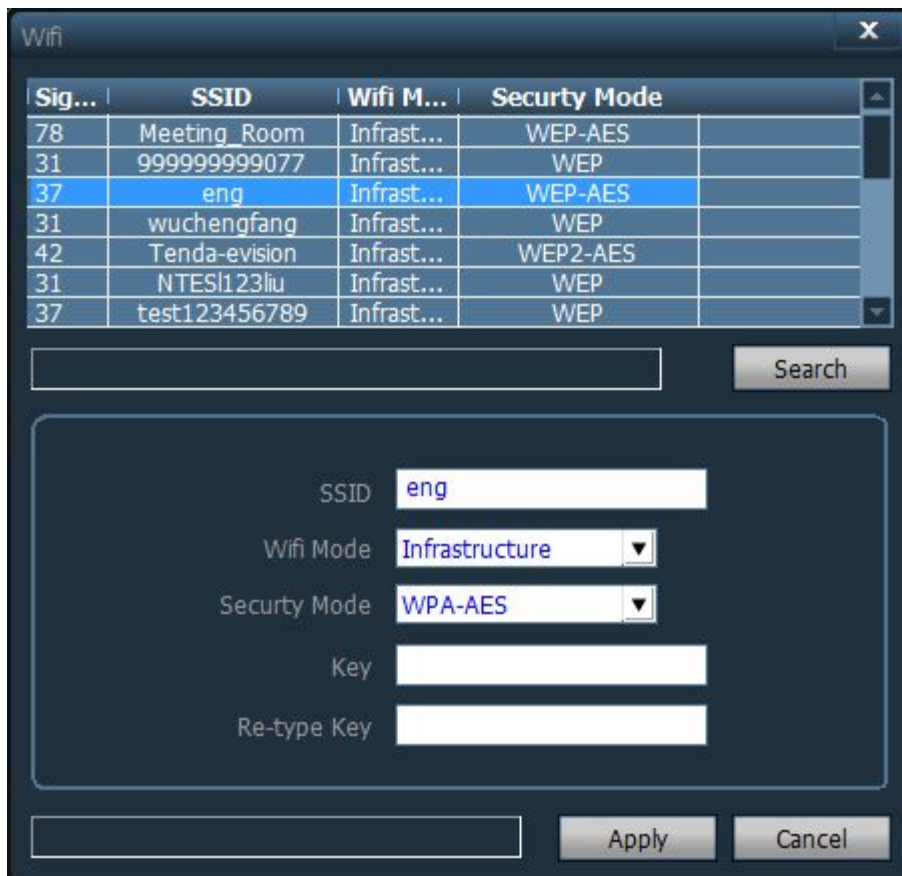 Wifi X
Sig... SSID Wifi M... Securty Mode
78 Meeting_Room Infrast... WEP-AES
31 999999999077 Infrast... WEP
37 eng Infrast... WEP-AES
31 wuchengfang Infrast... WEP
42 Tenda-evision Infrast... WEP2-AES
31 NTESl123liu Infrast... WEP
37 test123456789 Infrast... WEP
Search
SSID eng
Wifi Mode Infrastructure
Securty Mode WPA-AES
Key
Re-type Key
Apply Cancel